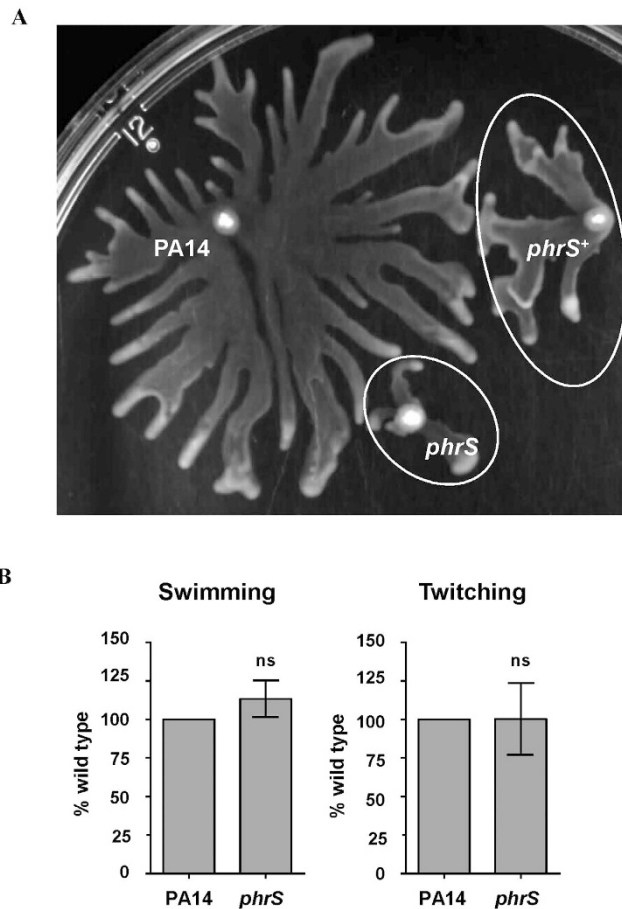 A
12
PA14
phrS+
phrS
B
Swimming
Twitching
% wild type
150
125
100
75
50
25
0
ns
PA14
phrS
% wild type
150
125
100
75
50
25
0
ns
PA14
phrS